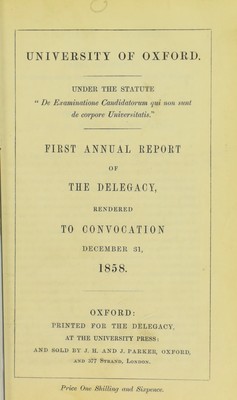 UNIVERSITY OF OXFORD.
UNDER THE STATUTE
" De Examinatione Candidatorum qui non sunt
de corpore Universitatis."
FIRST ANNUAL REPORT
OF
THE DELEGACY,
RENDERED
TO CONVOCATION
DECEMBER 31,
1858.
OXFORD:
PRINTED FOR THE DELEGACY,
AT THE UNIVERSITY PRESS:
AND SOLD BY J. H. AND J. PARKER, OXFORD,
AND 377 STRAND, LONDON.
Price One Shilling and Sixpence.